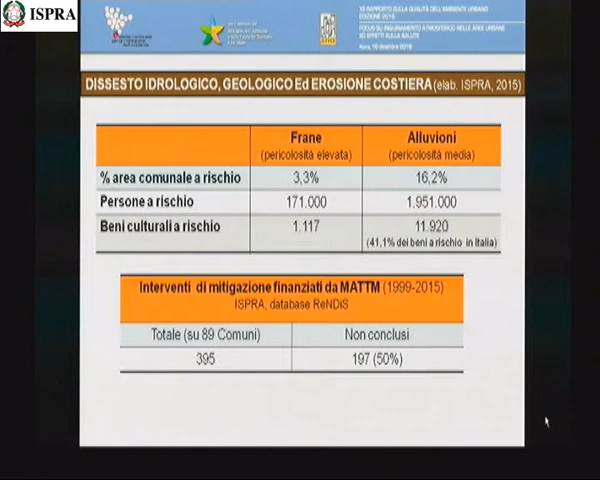 ISPRA
XII RAPPORTO SULLA QUALITÀ DELL'AMBIENTE URBANO
EDIZIONE 2016
FOCUS SU INQUINAMENTO ATMOSFERICO NELLE AREE URBANE
ED EFFETTI SULLA SALUTE
DISSESTO IDROLOGICO, GEOLOGICO Ed EROSIONE COSTIERA (elab. ISPRA, 2015)
Frane Alluvioni
(pericolosità elevata) (pericolosità media)
% area comunale a rischio 3,3% 16,2%
Persone a rischio 171.000 1.951.000
Beni culturali a rischio 1.117 11.920
(41,1% dei beni a rischio in Italia)
Interventi di mitigazione finanziati da MATTM (1999-2015)
ISPRA, database ReNDiS
Totale (su 89 Comuni) Non conclusi
395 197 (50%)